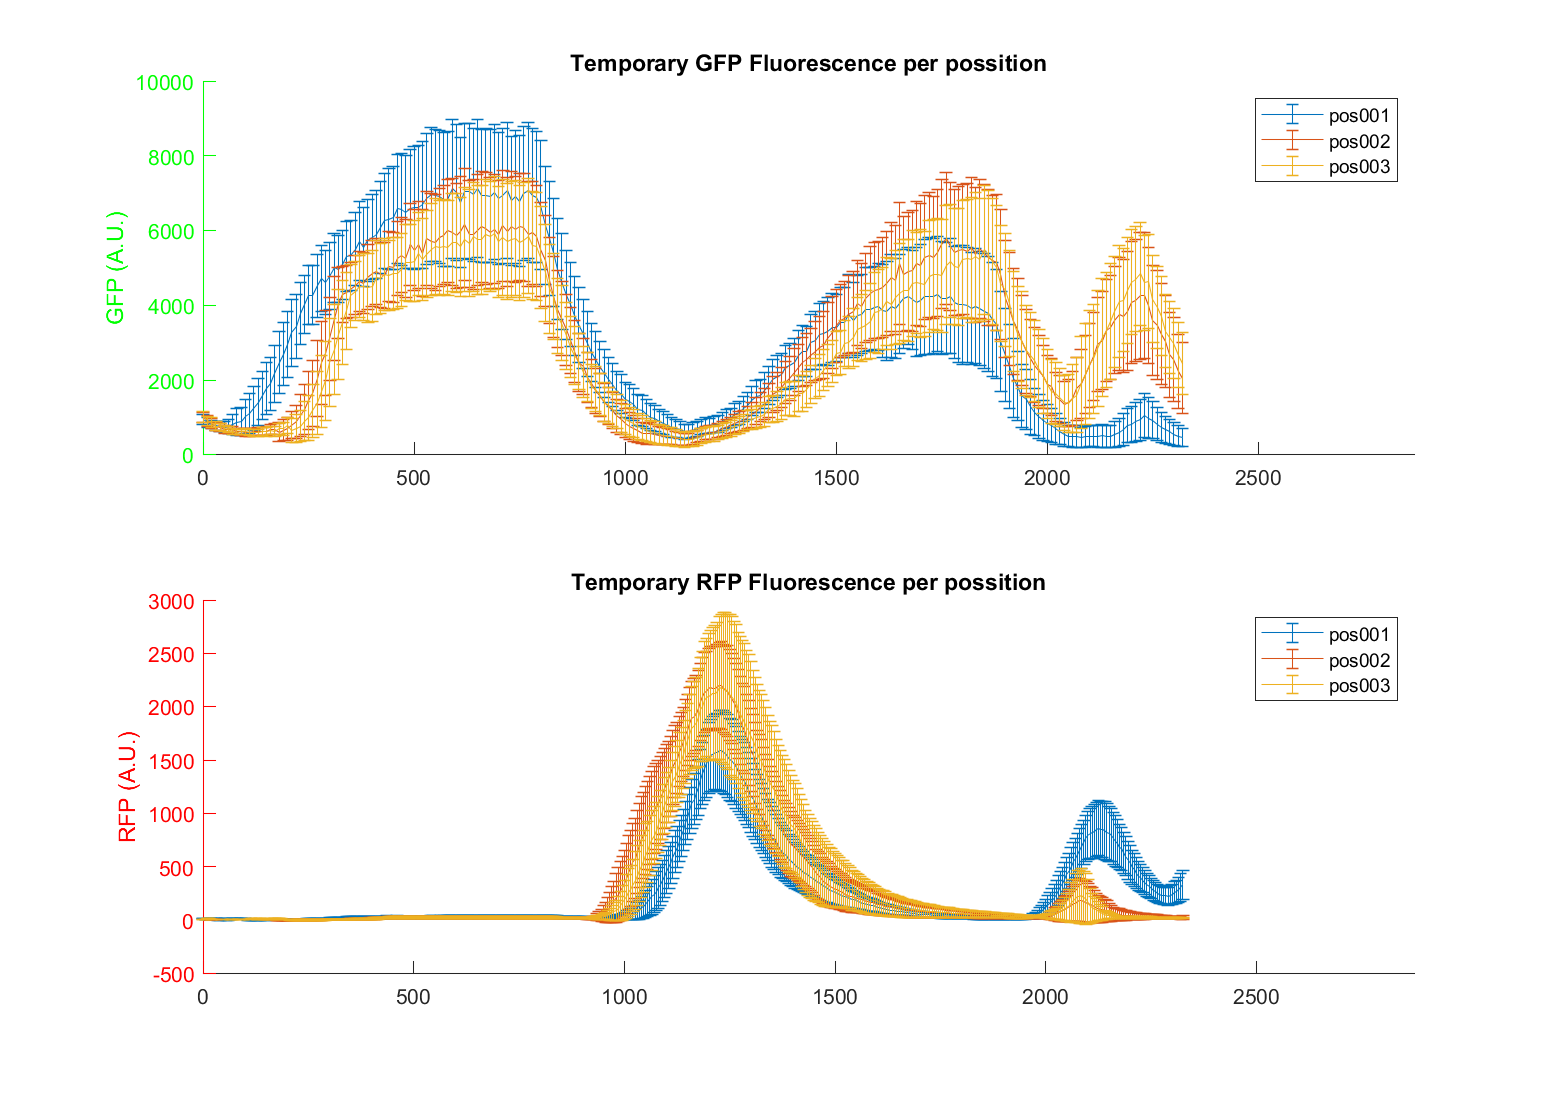 Temporary GFP Fluorescence per possition
10000
8000
6000
4000
2000
0
GFP (A.U.)
0 500 1000 1500 2000 2500
pos001
pos002
pos003
Temporary RFP Fluorescence per possition
3000
2500
2000
1500
1000
500
0
-500
RFP (A.U.)
0 500 1000 1500 2000 2500
pos001
pos002
pos003